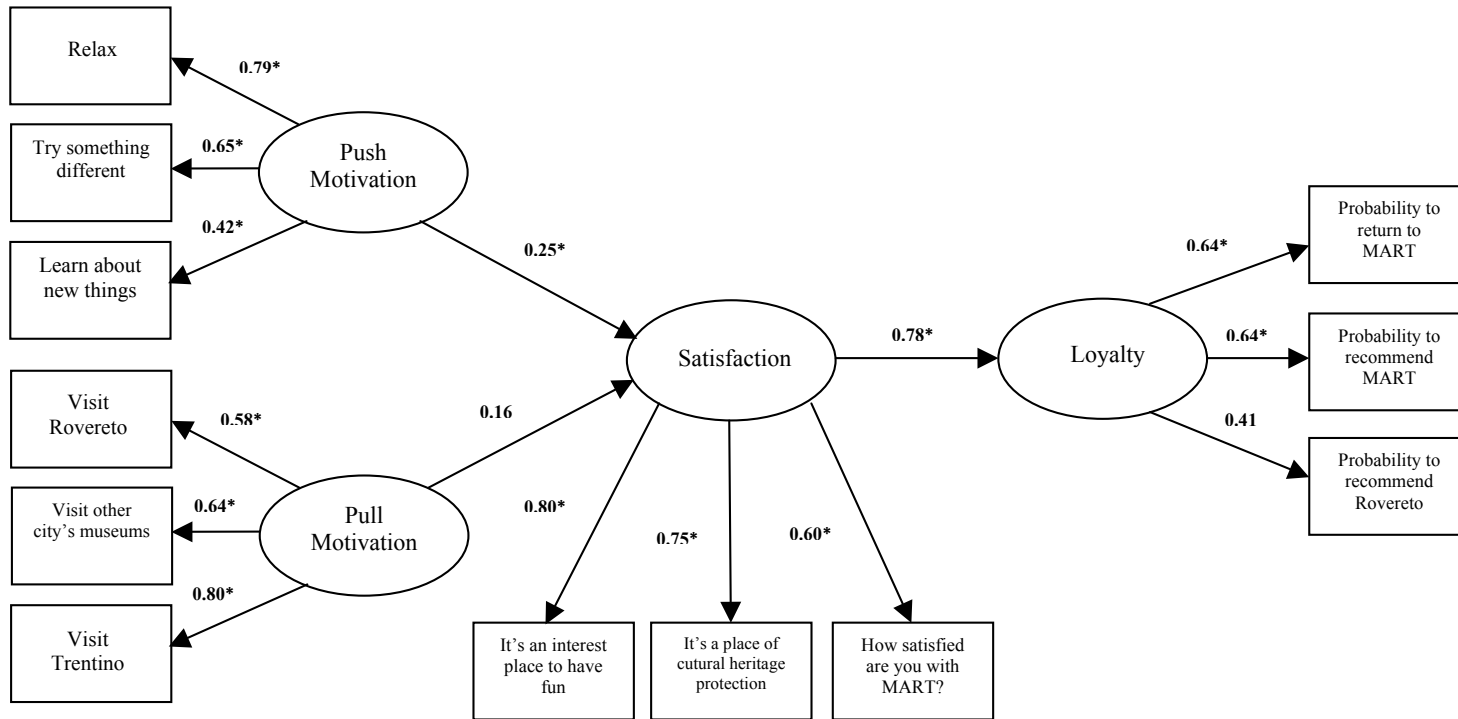 Relax
0.79*
Try something
different
0.65*
Push
Motivation
Learn about
new things
0.42*
0.25*
Visit
Rovereto
0.58*
Visit other
city's museums
0.64*
Pull
Motivation
Visit
Trentino
0.80*
0.16
Satisfaction
0.78*
Loyalty
0.80*
0.75*
0.60*
It's an interest
place to have
fun
It's a place of
cutural heritage
protection
How satisfied
are you with
MART?
0.64*
Probability to
return to
MART
0.64*
Probability to
recommend
MART
0.41
Probability to
recommend
Rovereto